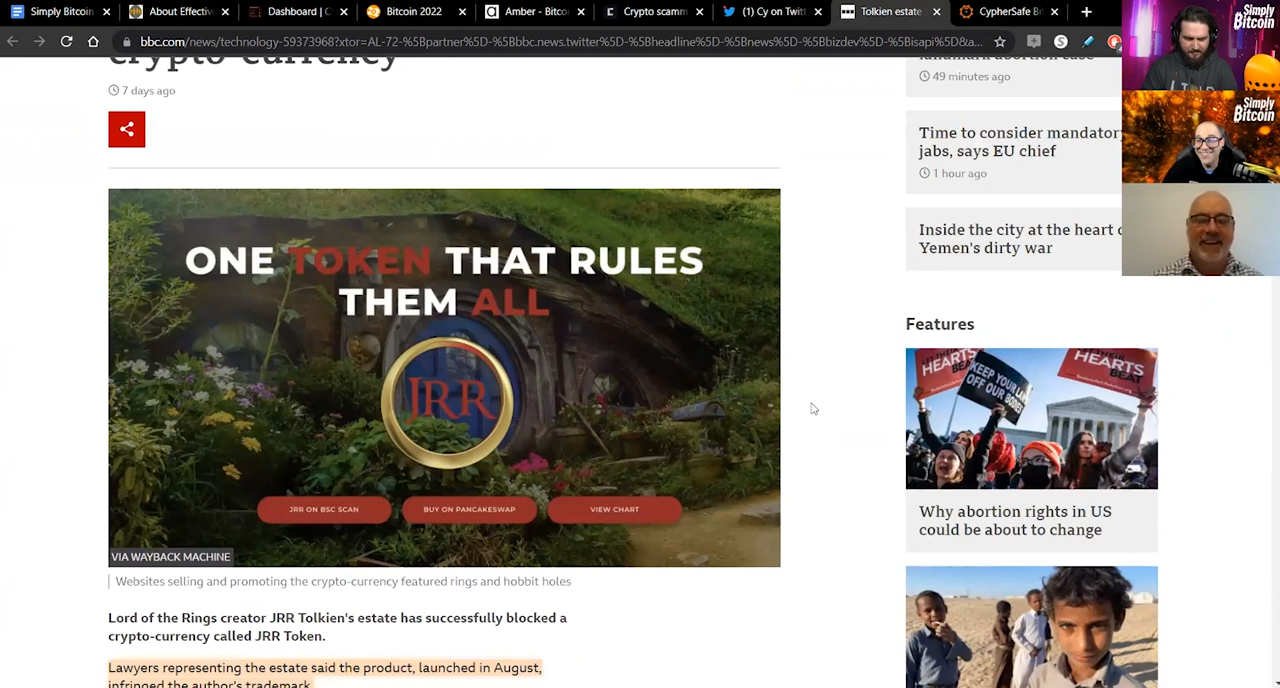 Simply Bitcoin
About Effectiv
Dashboard | C
Bitcoin 2022
Amber - Bitco
Crypto scamm
(1) Cy on Twitt
Tolkien estate
CypherSafe B
bbc.com/news/technology-59373968?xtor=AL-72-%5Bpartner%5D-%5Bbbc.news.twitter%5D-%5Bheadline%5D-%5Bnews%5D-%5Bbizdev%5D-%5Bisapi%5D&a...
Simply
Bitcoin
Simply
Bitcoin
crypto-currency
7 days ago
landmark abortion case
49 minutes ago
Time to consider mandatory
jabs, says EU chief
1 hour ago
Inside the city at the heart o
Yemen's dirty war
ONE TOKEN THAT RULES
THEM ALL
JRR
JRR ON BSC SCAN
BUY ON PANCAKESWAP
VIEW CHART
VIA WAYBACK MACHINE
Websites selling and promoting the crypto-currency featured rings and hobbit holes
Lord of the Rings creator JRR Tolkien's estate has successfully blocked a
crypto-currency called JRR Token.
Lawyers representing the estate said the product, launched in August,
infringed the author's trademark.
Features
HEARTS
BEAT
KEEP YOUR LAWS
OFF OUR BODIES
Why abortion rights in US
could be about to change